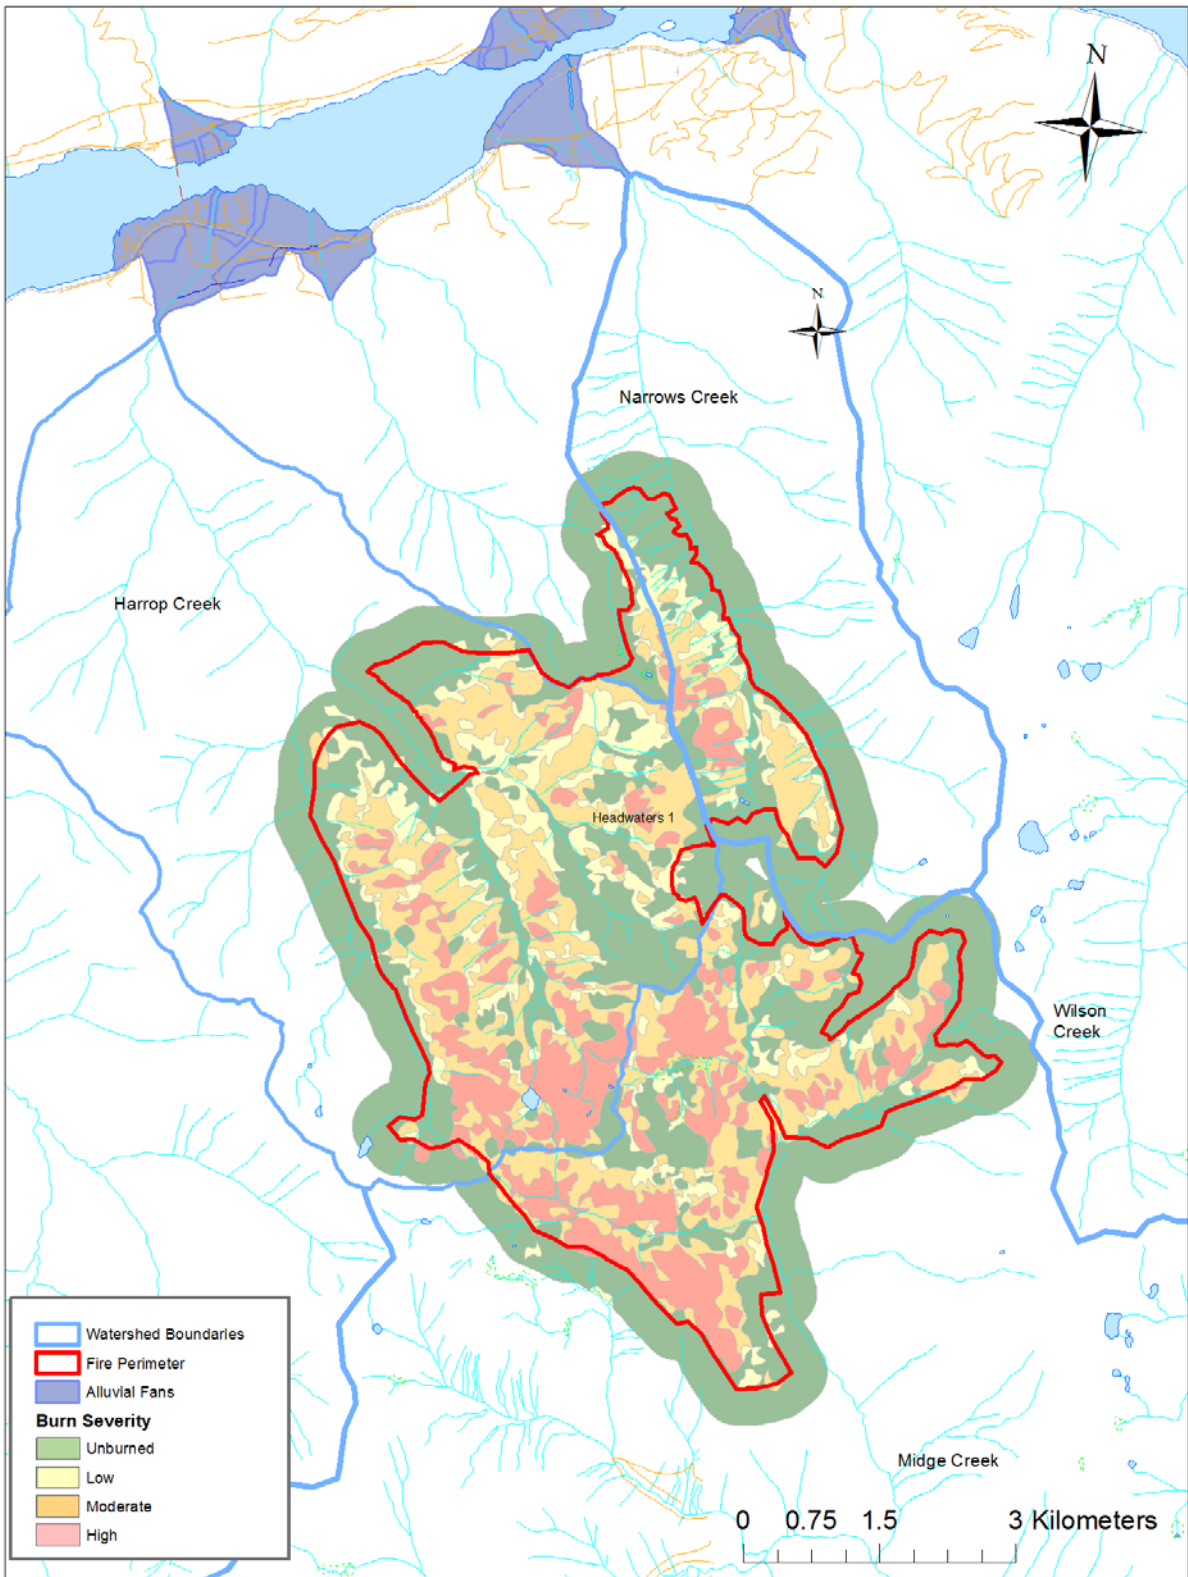 N
N
Narrows Creek
Harrop Creek
Headwaters 1
Wilson
Creek
Watershed Boundaries
Fire Perimeter
Alluvial Fans
Burn Severity
Unburned
Low
Moderate
High
Midge Creek
0 0.75 1.5 3 Kilometers